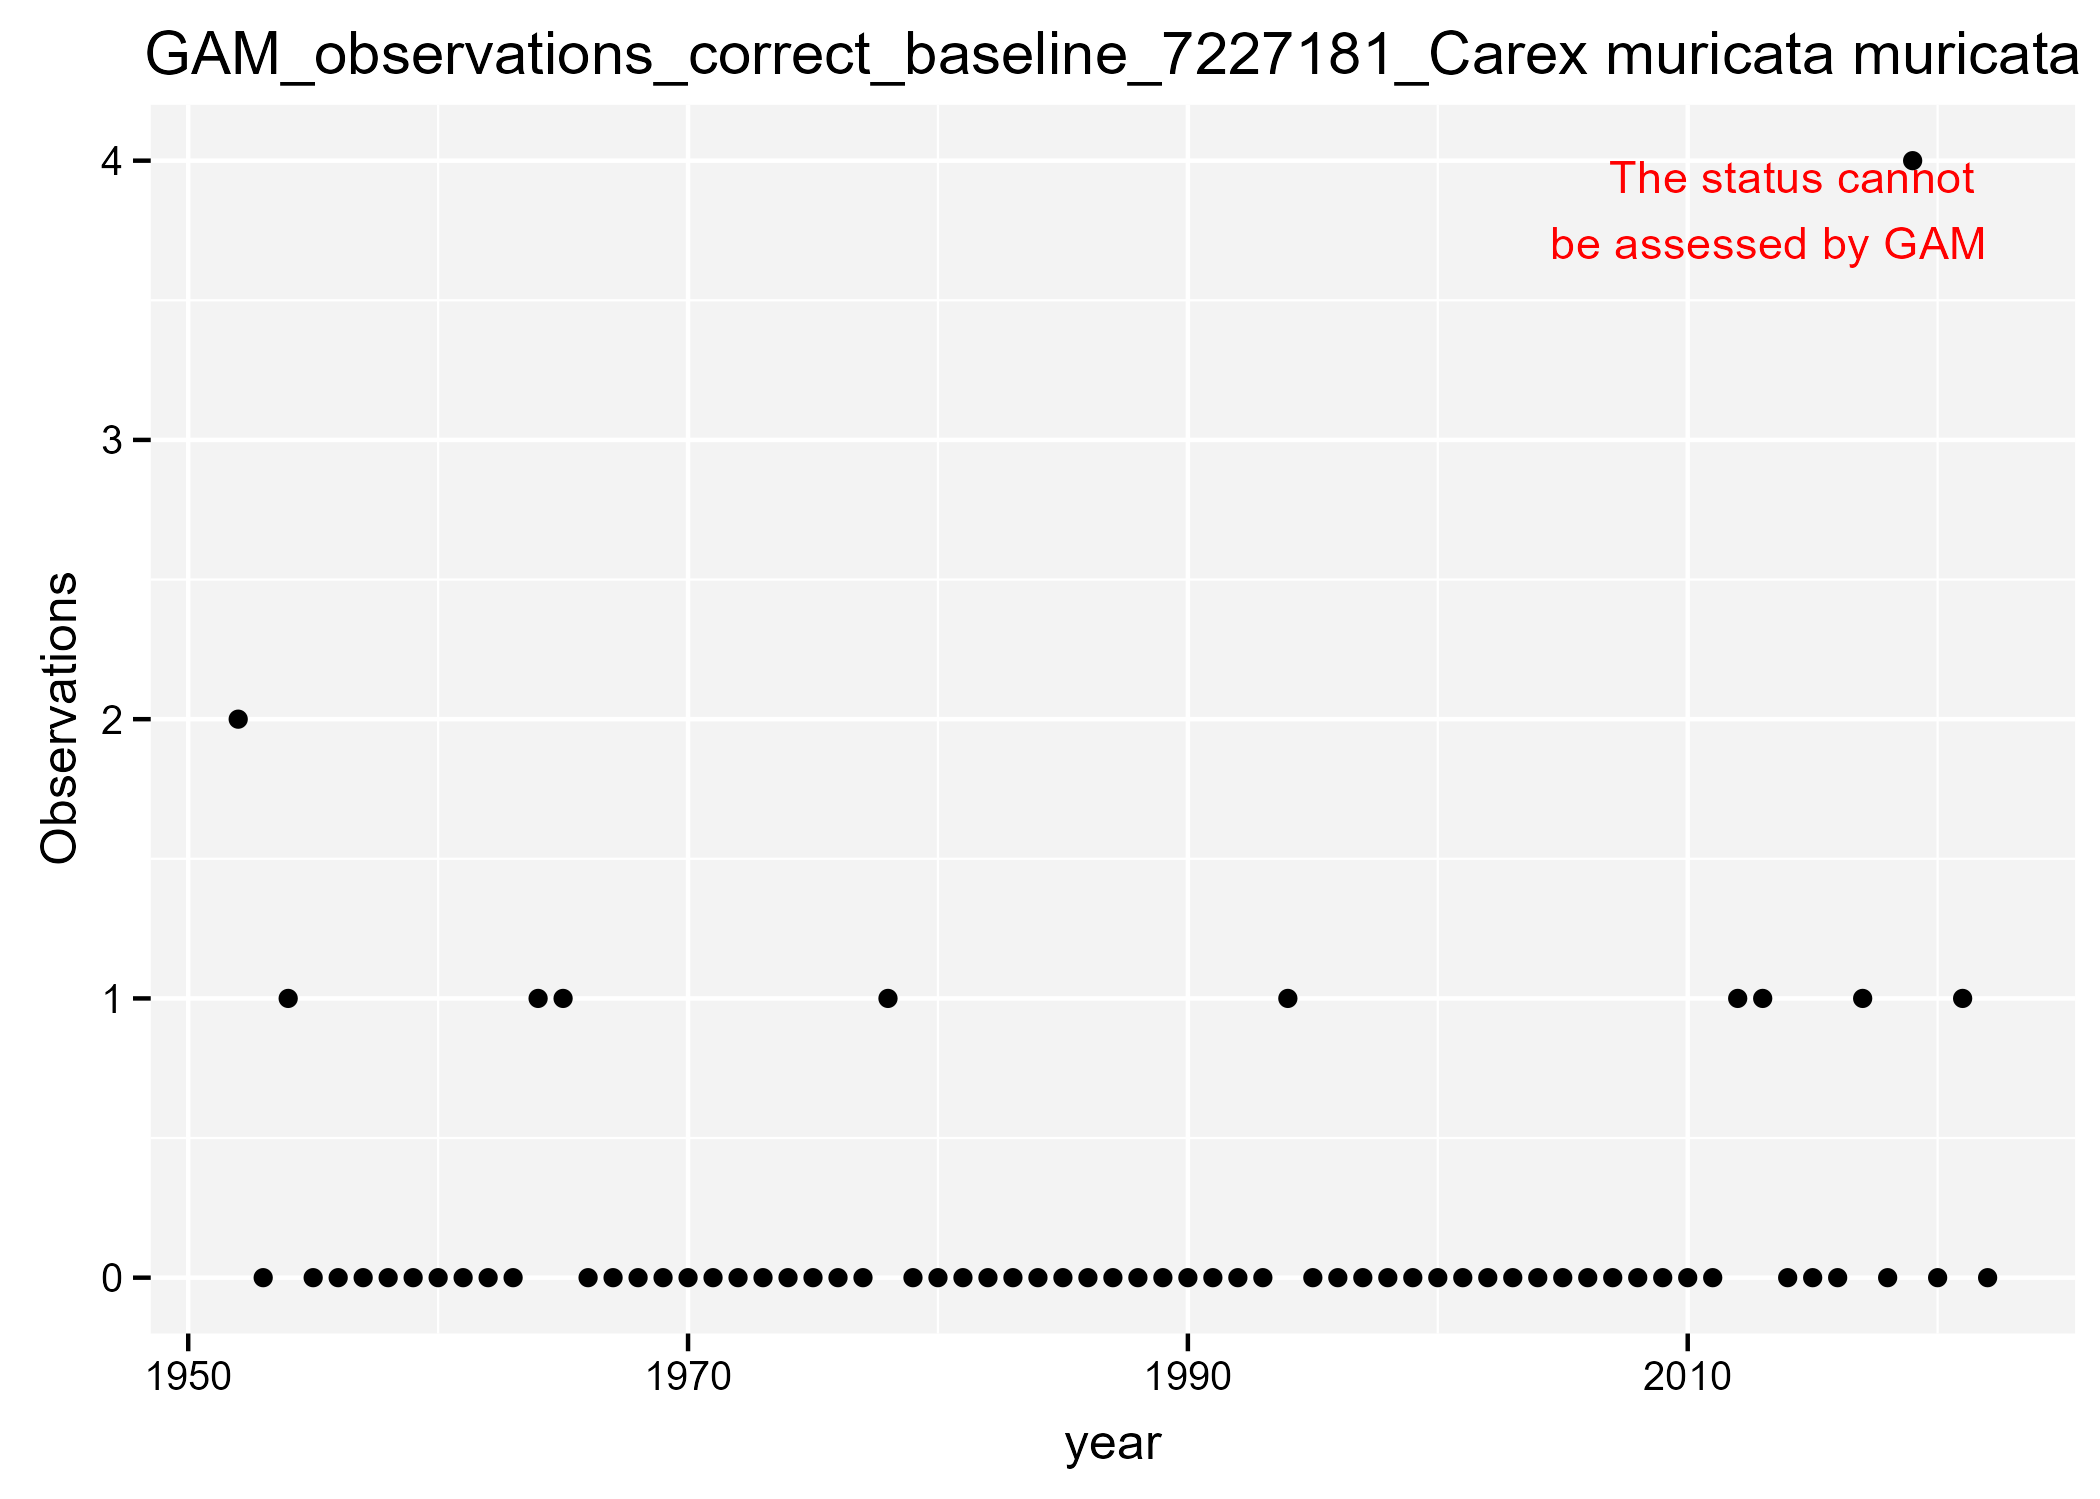 GAM_observations_correct_baseline_7227181_Carex muricata muricata
4
The status cannot
be assessed by GAM
3
Observations
2
1
0
1950 1970 1990 2010
year